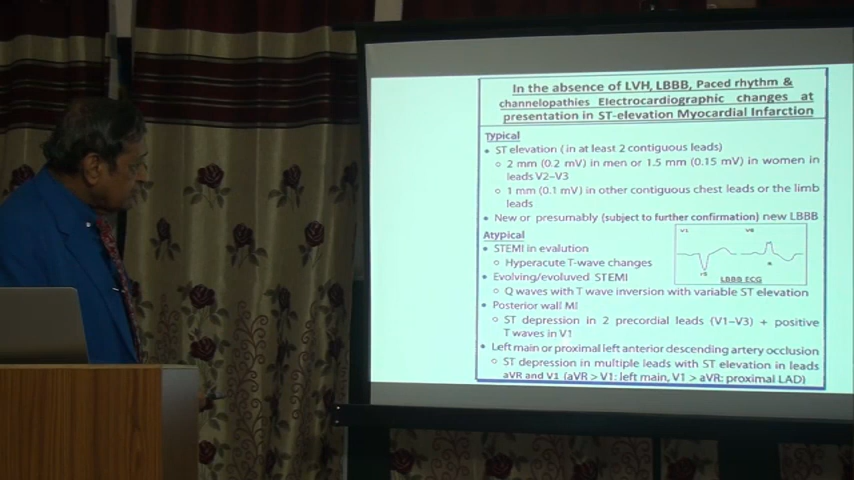 In the absence of LVH, LBBB, Paced rhythm &
channelopathies Electrocardiographic changes at
presentation in ST-elevation Myocardial Infarction
Typical
• ST elevation (in at least 2 contiguous leads)
○ 2 mm (0.2 mV) in men or 1.5 mm (0.15 mV) in women in
leads V2–V3
○ 1 mm (0.1 mV) in other contiguous chest leads or the limb
leads
• New or presumably (subject to further confirmation) new LBBB
Atypical
• STEMI in evalution
○ Hyperacute T-wave changes
• Evolving/evoluved STEMI
○ Q waves with T wave inversion with variable ST elevation
• Posterior wall MI
○ ST depression in 2 precordial leads (V1–V3) + positive
T waves in V1
• Left main or proximal left anterior descending artery occlusion
○ ST depression in multiple leads with ST elevation in leads
aVR and V1 (aVR > V1: left main, V1 > aVR: proximal LAD)
V1 V6
LBBB ECG